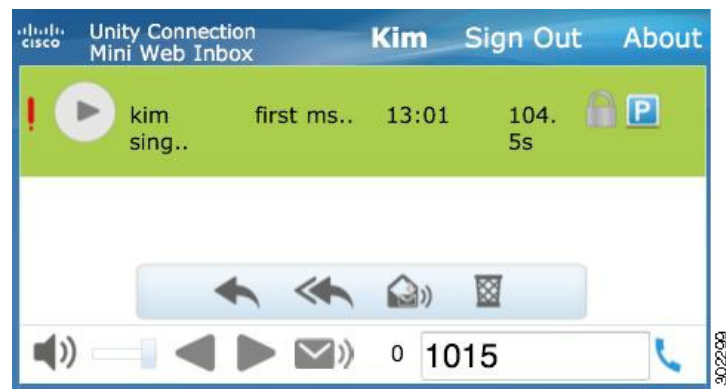 cisco Unity Connection Mini Web Inbox Kim Sign Out About
! kim sing.. first ms.. 13:01 104. 5s P
0 1015
302299